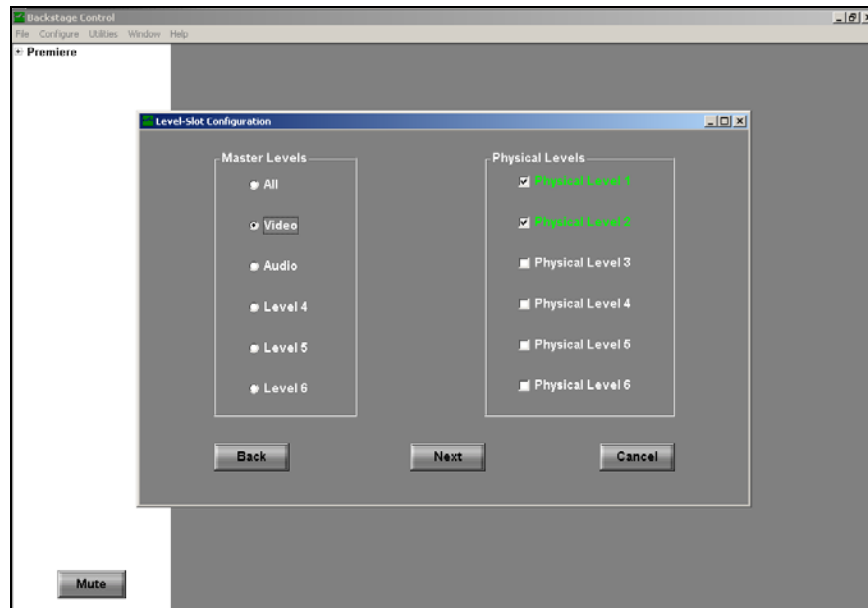 Backstage Control
File Configure Utilities Window Help
Premiere
Level-Slot Configuration
Master Levels
All
Video
Audio
Level 4
Level 5
Level 6
Physical Levels
Physical Level 1
Physical Level 2
Physical Level 3
Physical Level 4
Physical Level 5
Physical Level 6
Back Next Cancel
Mute